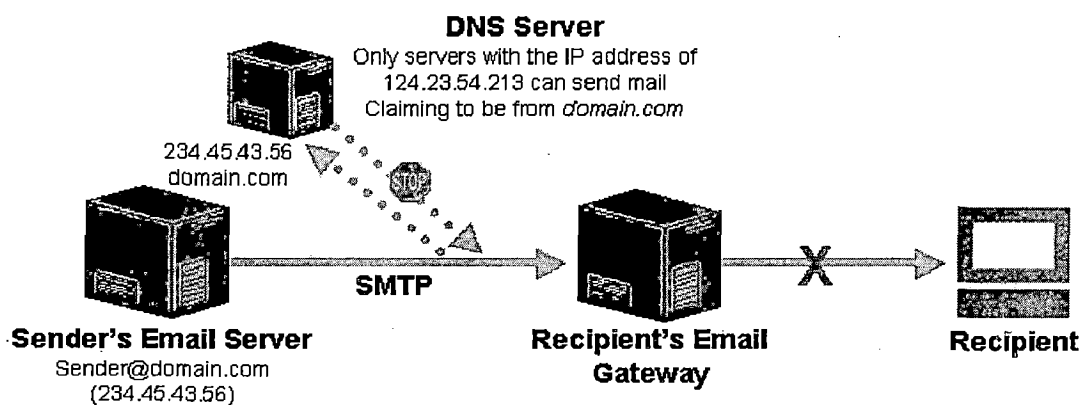 DNS Server
Only servers with the IP address of
124.23.54.213 can send mail
Claiming to be from domain.com
234.45.43.56
domain.com
STOP
SMTP
X
Sender's Email Server
Sender@domain.com
(234.45.43.56)
Recipient's Email
Gateway
Recipient